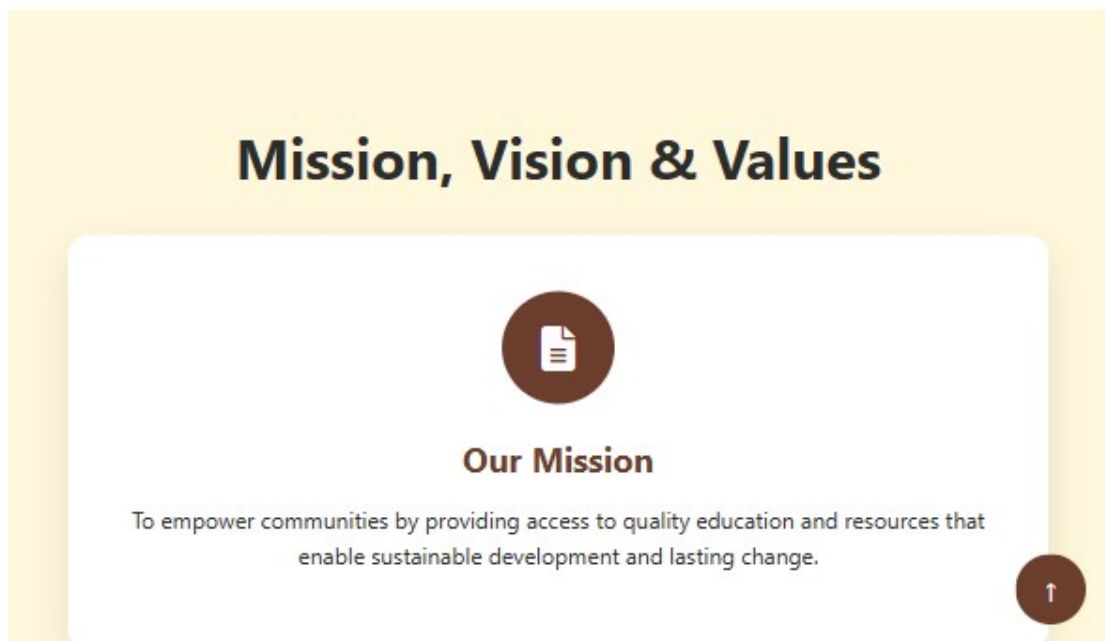 Mission, Vision & Values
Our Mission
To empower communities by providing access to quality education and resources that
enable sustainable development and lasting change.
↑